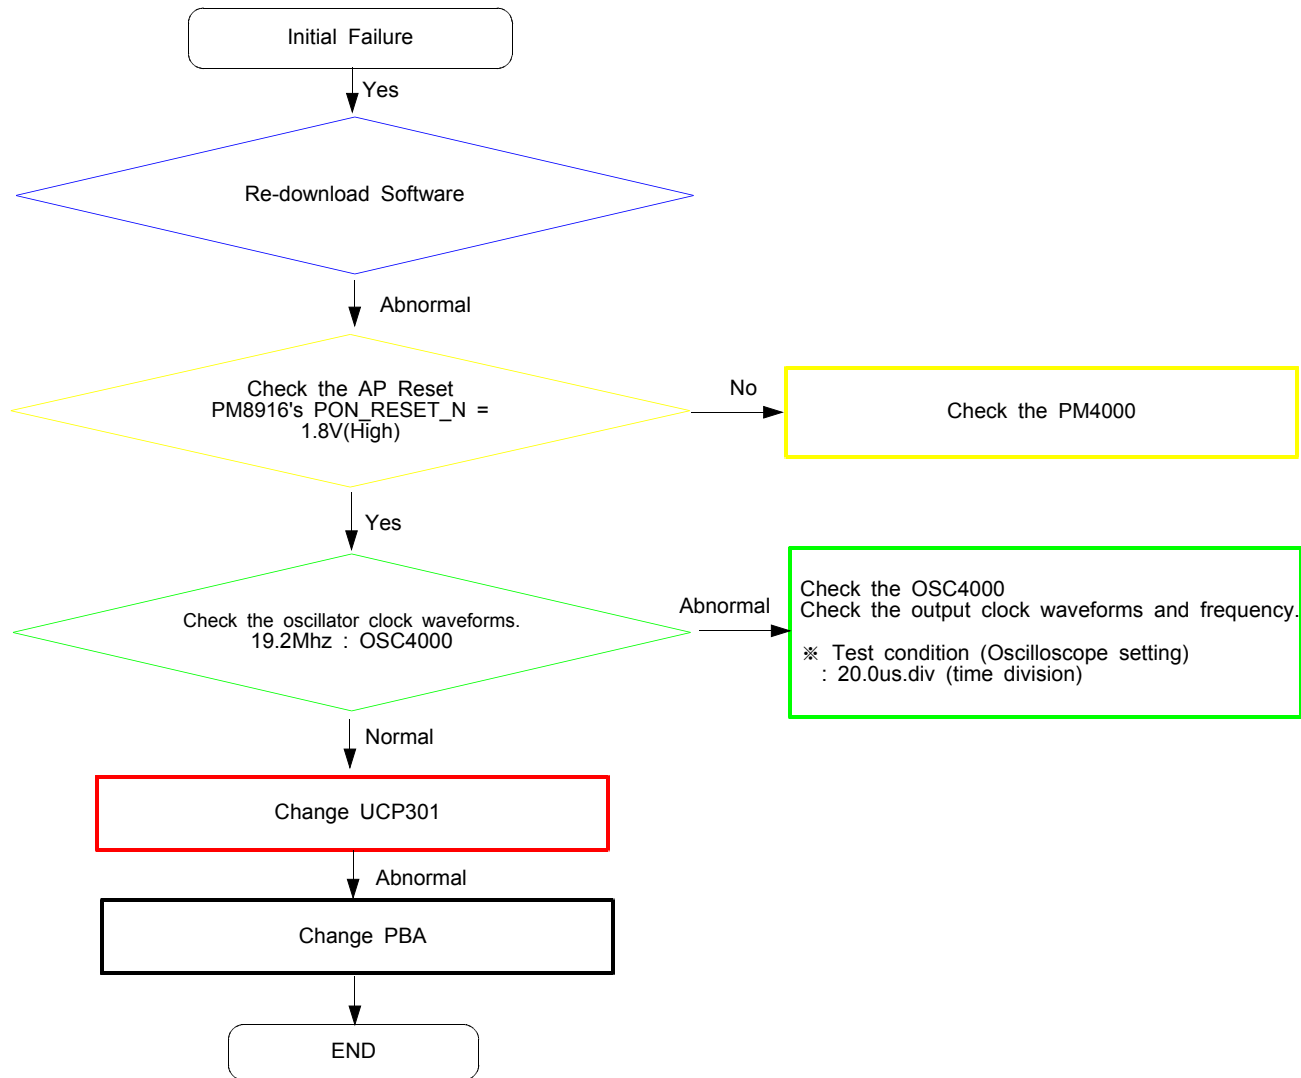 Initial Failure
Yes
Re-download Software
Abnormal
Check the AP Reset
PM8916's PON_RESET_N =
1.8V(High)
No
Check the PM4000
Yes
Check the oscillator clock waveforms.
19.2Mhz : OSC4000
Abnormal
Check the OSC4000
Check the output clock waveforms and frequency.
※ Test condition (Oscilloscope setting)
: 20.0us.div (time division)
Normal
Change UCP301
Abnormal
Change PBA
END